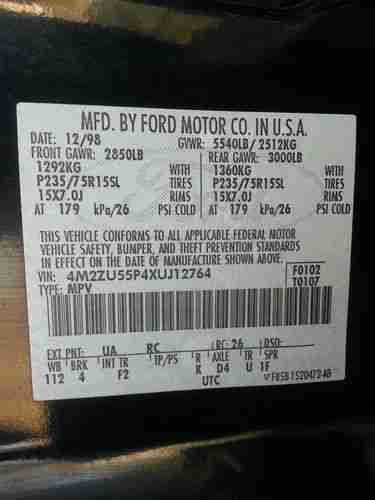 MFD. BY FORD MOTOR CO. IN U.S.A.
DATE: 12/98 GVWR: 5540LB/2512KG
FRONT GAWR: 2850LB REAR GAWR: 3000LB
1292KG WITH 1360KG WITH
P235/75R15SL TIRES P235/75R15SL TIRES
15X7.0J RIMS 15X7.0J RIMS
AT 179 kPa/26 PSI COLD AT 179 kPa/26 PSI COLD
THIS VEHICLE CONFORMS TO ALL APPLICABLE FEDERAL MOTOR
VEHICLE SAFETY, BUMPER, AND THEFT PREVENTION STANDARDS
IN EFFECT ON THE DATE OF MANUFACTURE SHOWN ABOVE.
VIN: 4M2ZU55P4XUJ12764 F0102
TYPE: MPV T0107
EXT PNT: UA RC RC: 26 DSO:
WB BRK INT TR TP/PS R AXLE TR SPR
112 4 F2 K D4 U 1F
UTC F85B 1520472 AB